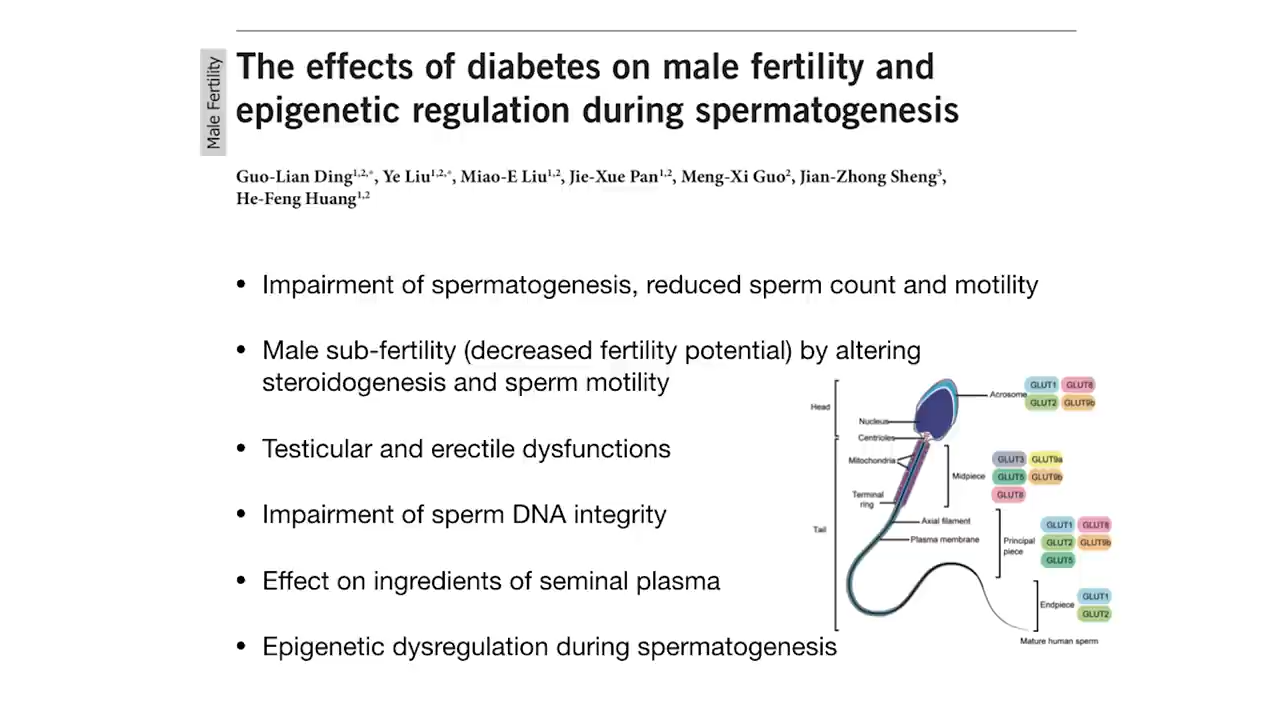 Male Fertility
The effects of diabetes on male fertility and
epigenetic regulation during spermatogenesis
Guo-Lian Ding1,2,*, Ye Liu1,2,*, Miao-E Liu1,2, Jie-Xue Pan1,2, Meng-Xi Guo2, Jian-Zhong Sheng3,
He-Feng Huang1,2
• Impairment of spermatogenesis, reduced sperm count and motility
• Male sub-fertility (decreased fertility potential) by altering
steroidogenesis and sperm motility
• Testicular and erectile dysfunctions
• Impairment of sperm DNA integrity
• Effect on ingredients of seminal plasma
• Epigenetic dysregulation during spermatogenesis
Head
Nucleus
Centrioles
Mitochondria
Terminal
ring
Tail
Axial filament
Plasma membrane
Acrosome
GLUT1 GLUT8
GLUT2 GLUT9b
Midpiece
GLUT3 GLUT9a
GLUT5 GLUT9b
GLUT8
Principal
piece
GLUT1 GLUT8
GLUT2 GLUT9b
GLUT5
Endpiece
GLUT1
GLUT2
Mature human sperm